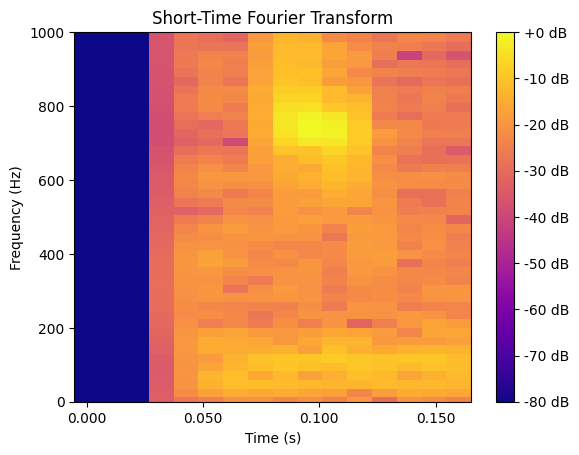 Short-Time Fourier Transform
1000
800
600
400
200
0
Frequency (Hz)
0.000
0.050
0.100
0.150
Time (s)
+0 dB
-10 dB
-20 dB
-30 dB
-40 dB
-50 dB
-60 dB
-70 dB
-80 dB